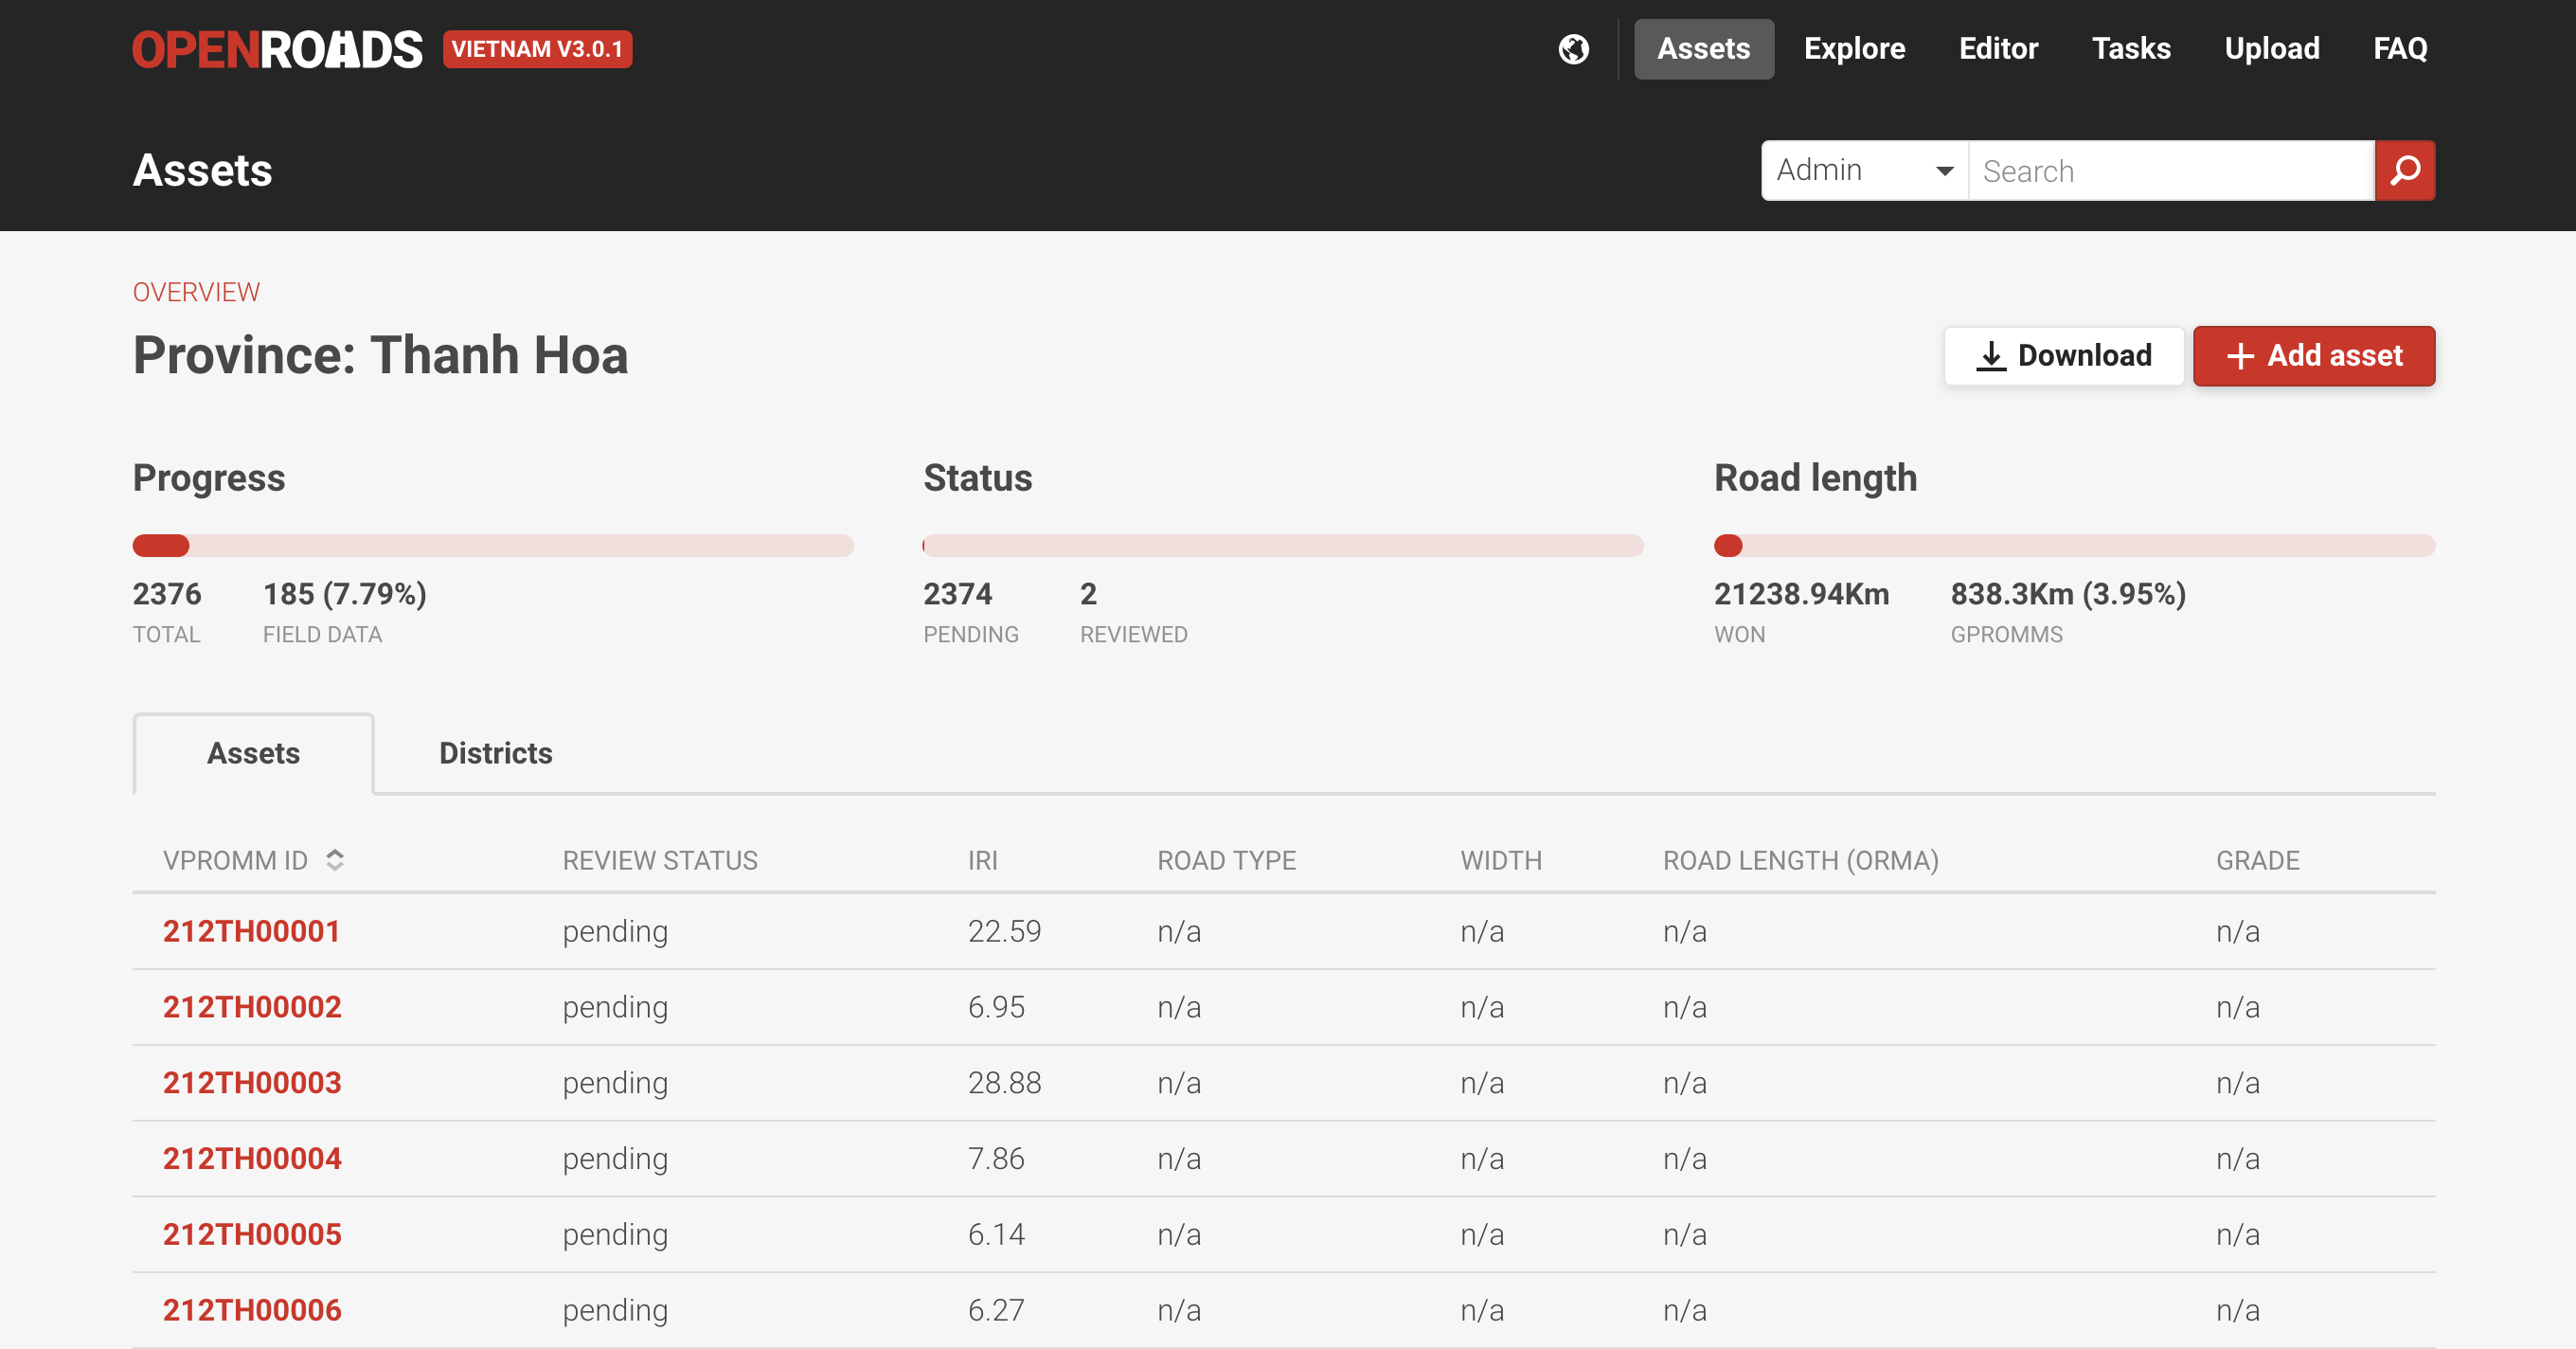 OPENROADS VIETNAM V3.0.1
Assets Explore Editor Tasks Upload FAQ
Assets
Admin Search
OVERVIEW
Province: Thanh Hoa
Download + Add asset
Progress Status Road length
2376 185 (7.79%) 2374 2 21238.94Km 838.3Km (3.95%)
TOTAL FIELD DATA PENDING REVIEWED WON GPROMMS
Assets Districts
VPROMM ID REVIEW STATUS IRI ROAD TYPE WIDTH ROAD LENGTH (ORMA) GRADE
212TH00001 pending 22.59 n/a n/a n/a n/a
212TH00002 pending 6.95 n/a n/a n/a n/a
212TH00003 pending 28.88 n/a n/a n/a n/a
212TH00004 pending 7.86 n/a n/a n/a n/a
212TH00005 pending 6.14 n/a n/a n/a n/a
212TH00006 pending 6.27 n/a n/a n/a n/a